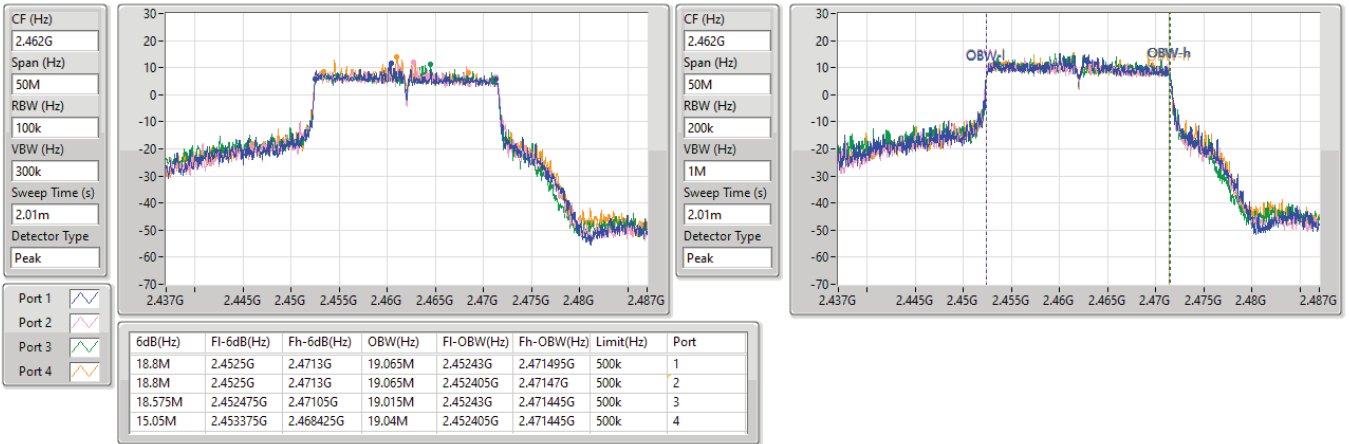 CF (Hz)
2.462G
Span (Hz)
50M
RBW (Hz)
100k
VBW (Hz)
300k
Sweep Time (s)
2.01m
Detector Type
Peak
30-
20-
10-
0-
-10-
-20-
-30-
-40-
-50-
-60-
-70-
2.437G 2.445G 2.45G 2.455G 2.46G 2.465G 2.47G 2.475G 2.48G 2.487G
CF (Hz)
2.462G
Span (Hz)
50M
RBW (Hz)
200k
VBW (Hz)
1M
Sweep Time (s)
2.01m
Detector Type
Peak
30-
20-
10-
0-
-10-
-20-
-30-
-40-
-50-
-60-
-70-
OBW-l OBW-h
2.437G 2.445G 2.45G 2.455G 2.46G 2.465G 2.47G 2.475G 2.48G 2.487G
Port 1
Port 2
Port 3
Port 4
6dB(Hz) Fl-6dB(Hz) Fh-6dB(Hz) OBW(Hz) Fl-OBW(Hz) Fh-OBW(Hz) Limit(Hz) Port
18.8M 2.4525G 2.4713G 19.065M 2.45243G 2.471495G 500k 1
18.8M 2.4525G 2.4713G 19.065M 2.452405G 2.47147G 500k 2
18.575M 2.452475G 2.47105G 19.015M 2.45243G 2.471445G 500k 3
15.05M 2.453375G 2.468425G 19.04M 2.452405G 2.471445G 500k 4